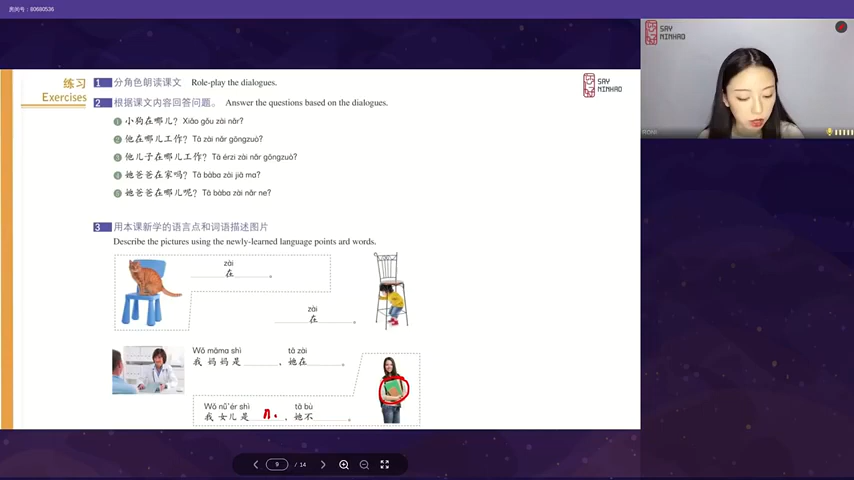 房间号：80680536
SAY
NINHAO
练习
Exercises
1 分角色朗读课文 Role-play the dialogues.
2 根据课文内容回答问题。 Answer the questions based on the dialogues.
1 小狗在哪儿？ Xiǎo gǒu zài nǎr?
2 他在哪儿工作？ Tā zài nǎr gōngzuò?
3 他儿子在哪儿工作？ Tā érzi zài nǎr gōngzuò?
4 她爸爸在家吗？ Tā bàba zài jiā ma?
5 她爸爸在哪儿呢？ Tā bàba zài nǎr ne?
SAY
NINHAO
3 用本课新学的语言点和词语描述图片
Describe the pictures using the newly-learned language points and words.
zài
在 。
zài
在 。
Wǒ māma shì tā zài
我 妈 妈 是 、她 在 。
Wǒ nǚ'ér shì tā bù
我 女 儿 是 、她 不 。
RONI
9 / 14